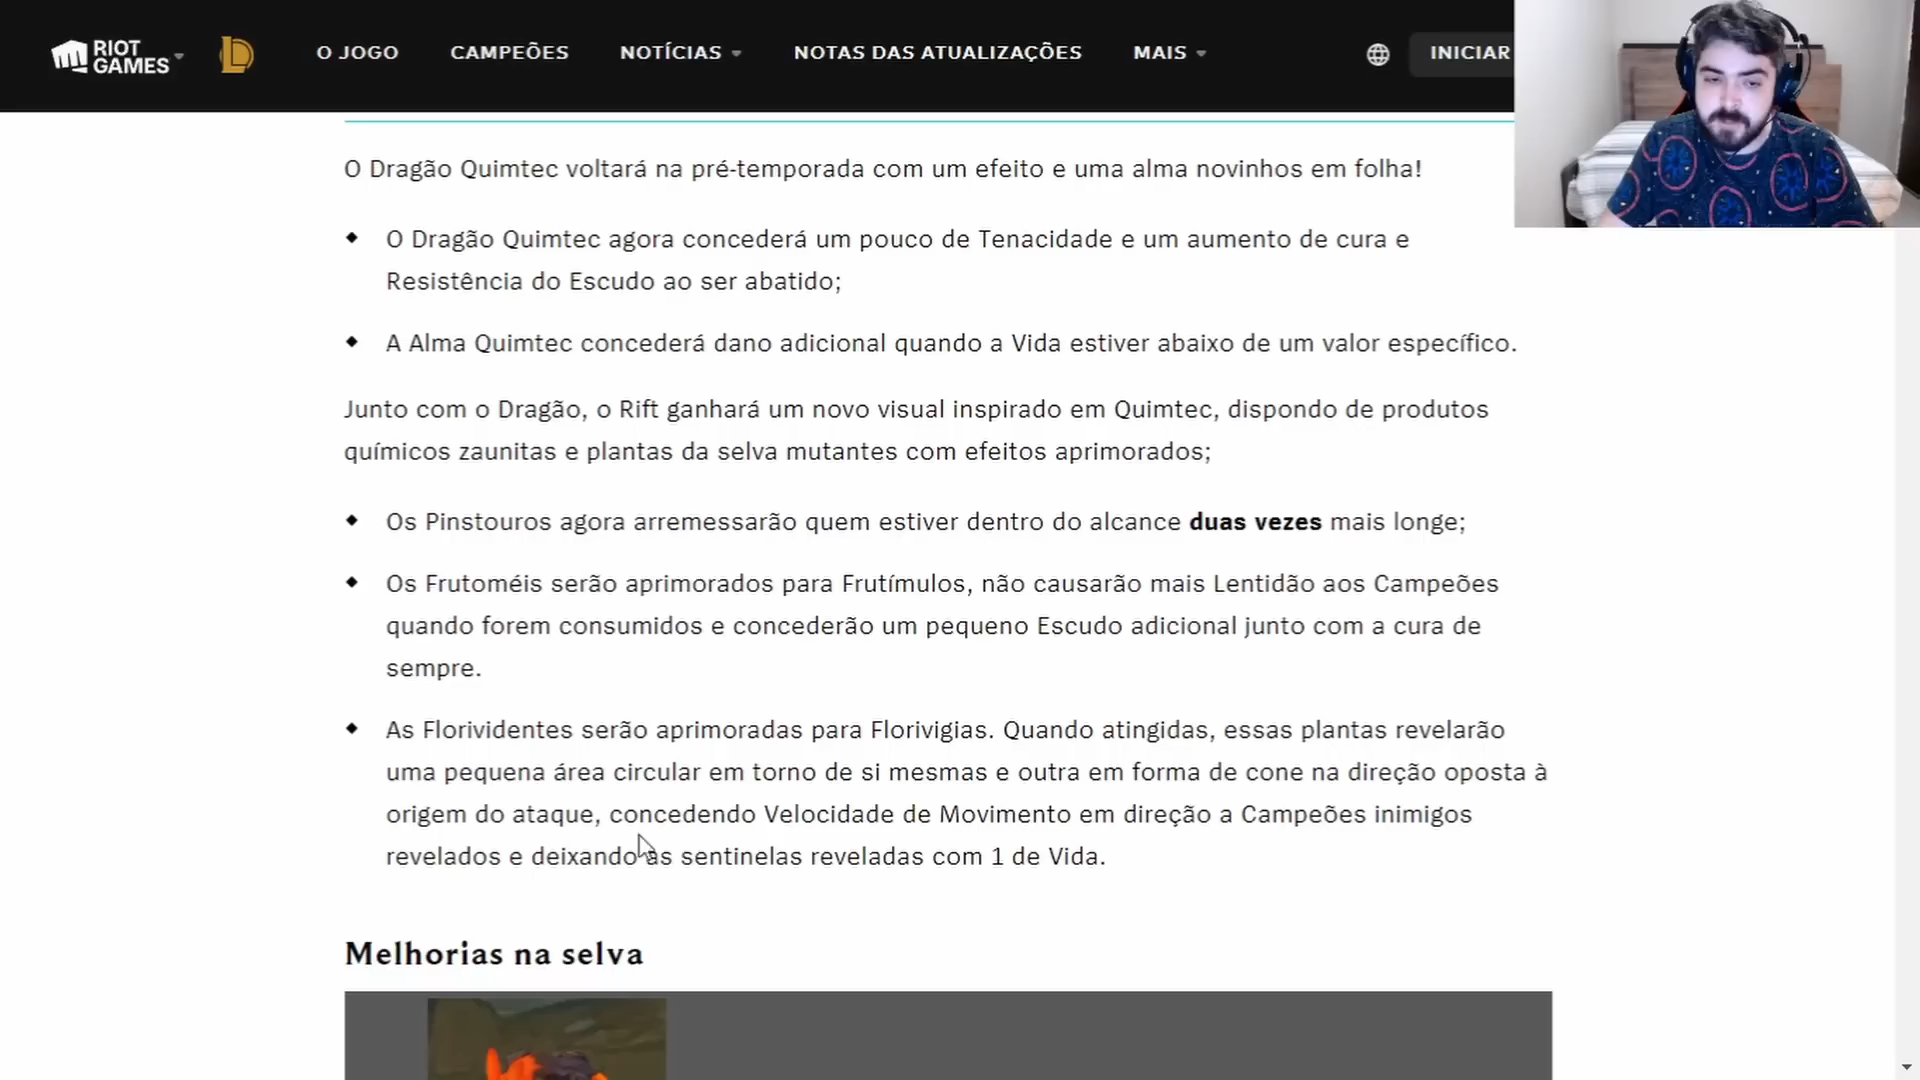 RIOT
GAMES
O JOGO
CAMPEÕES
NOTÍCIAS
NOTAS DAS ATUALIZAÇÕES
MAIS
INICIAR
O Dragão Quimtec voltará na pré-temporada com um efeito e uma alma novinhos em folha!
O Dragão Quimtec agora concederá um pouco de Tenacidade e um aumento de cura e
Resistência do Escudo ao ser abatido;
A Alma Quimtec concederá dano adicional quando a Vida estiver abaixo de um valor específico.
Junto com o Dragão, o Rift ganhará um novo visual inspirado em Quimtec, dispondo de produtos
químicos zaunitas e plantas da selva mutantes com efeitos aprimorados;
Os Pinstouros agora arremessarão quem estiver dentro do alcance duas vezes mais longe;
Os Frutoméis serão aprimorados para Frutímulos, não causarão mais Lentidão aos Campeões
quando forem consumidos e concederão um pequeno Escudo adicional junto com a cura de
sempre.
As Florividentes serão aprimoradas para Florivigias. Quando atingidas, essas plantas revelarão
uma pequena área circular em torno de si mesmas e outra em forma de cone na direção oposta à
origem do ataque, concedendo Velocidade de Movimento em direção a Campeões inimigos
revelados e deixando as sentinelas reveladas com 1 de Vida.
Melhorias na selva